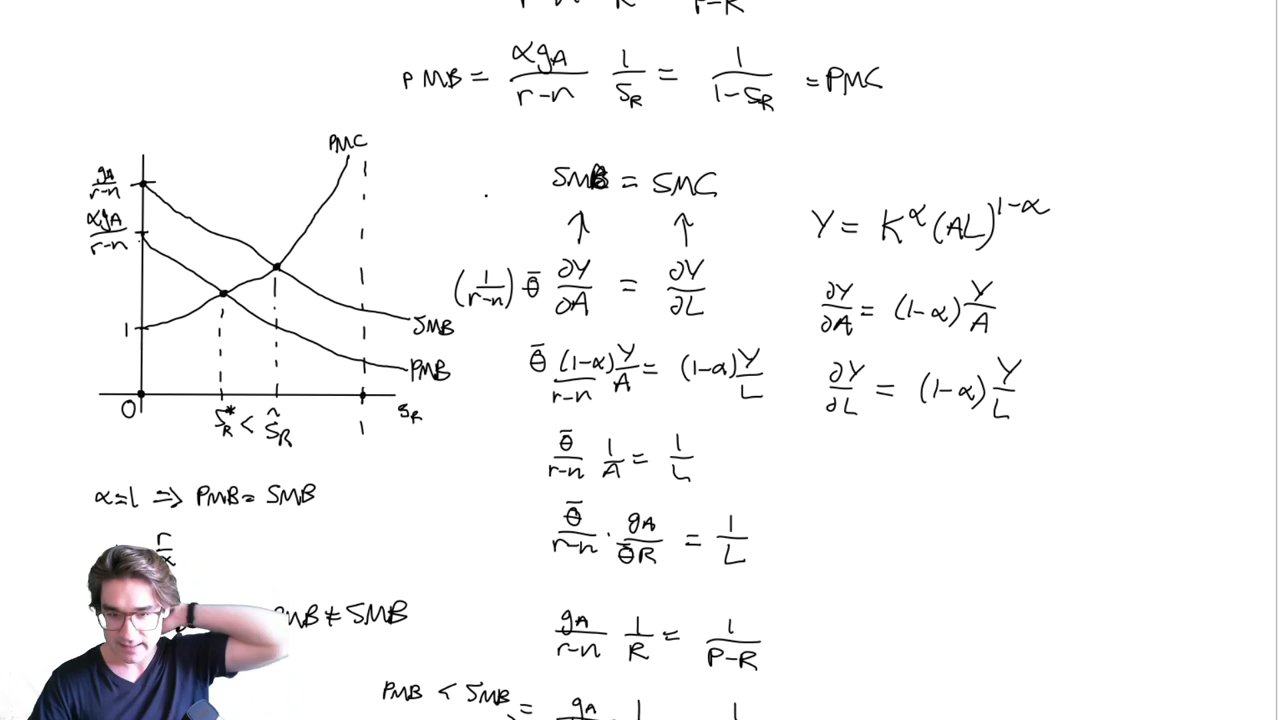 PMB = αg_A/(r-n) 1/S_R = 1/(1-S_R) = PMC
PMC
g_A/(r-n)
αg_A/(r-n)
1
SMB
PMB
0
S_R* < Ŝ_R
S_R
α=1 => PMB = SMB
PMB ≠ SMB
PMB < SMB
SMB = SMC
↑ ↑
(1/(r-n)) θ̄ ∂Y/∂A = ∂Y/∂L
θ̄(1-α)/(r-n) Y/A = (1-α) Y/L
θ̄/(r-n) 1/A = 1/L
θ̄/(r-n) · g_A/(θ̄R) = 1/L
g_A/(r-n) 1/R = 1/(P-R)
Y = K^α (AL)^(1-α)
∂Y/∂A = (1-α) Y/A
∂Y/∂L = (1-α) Y/L